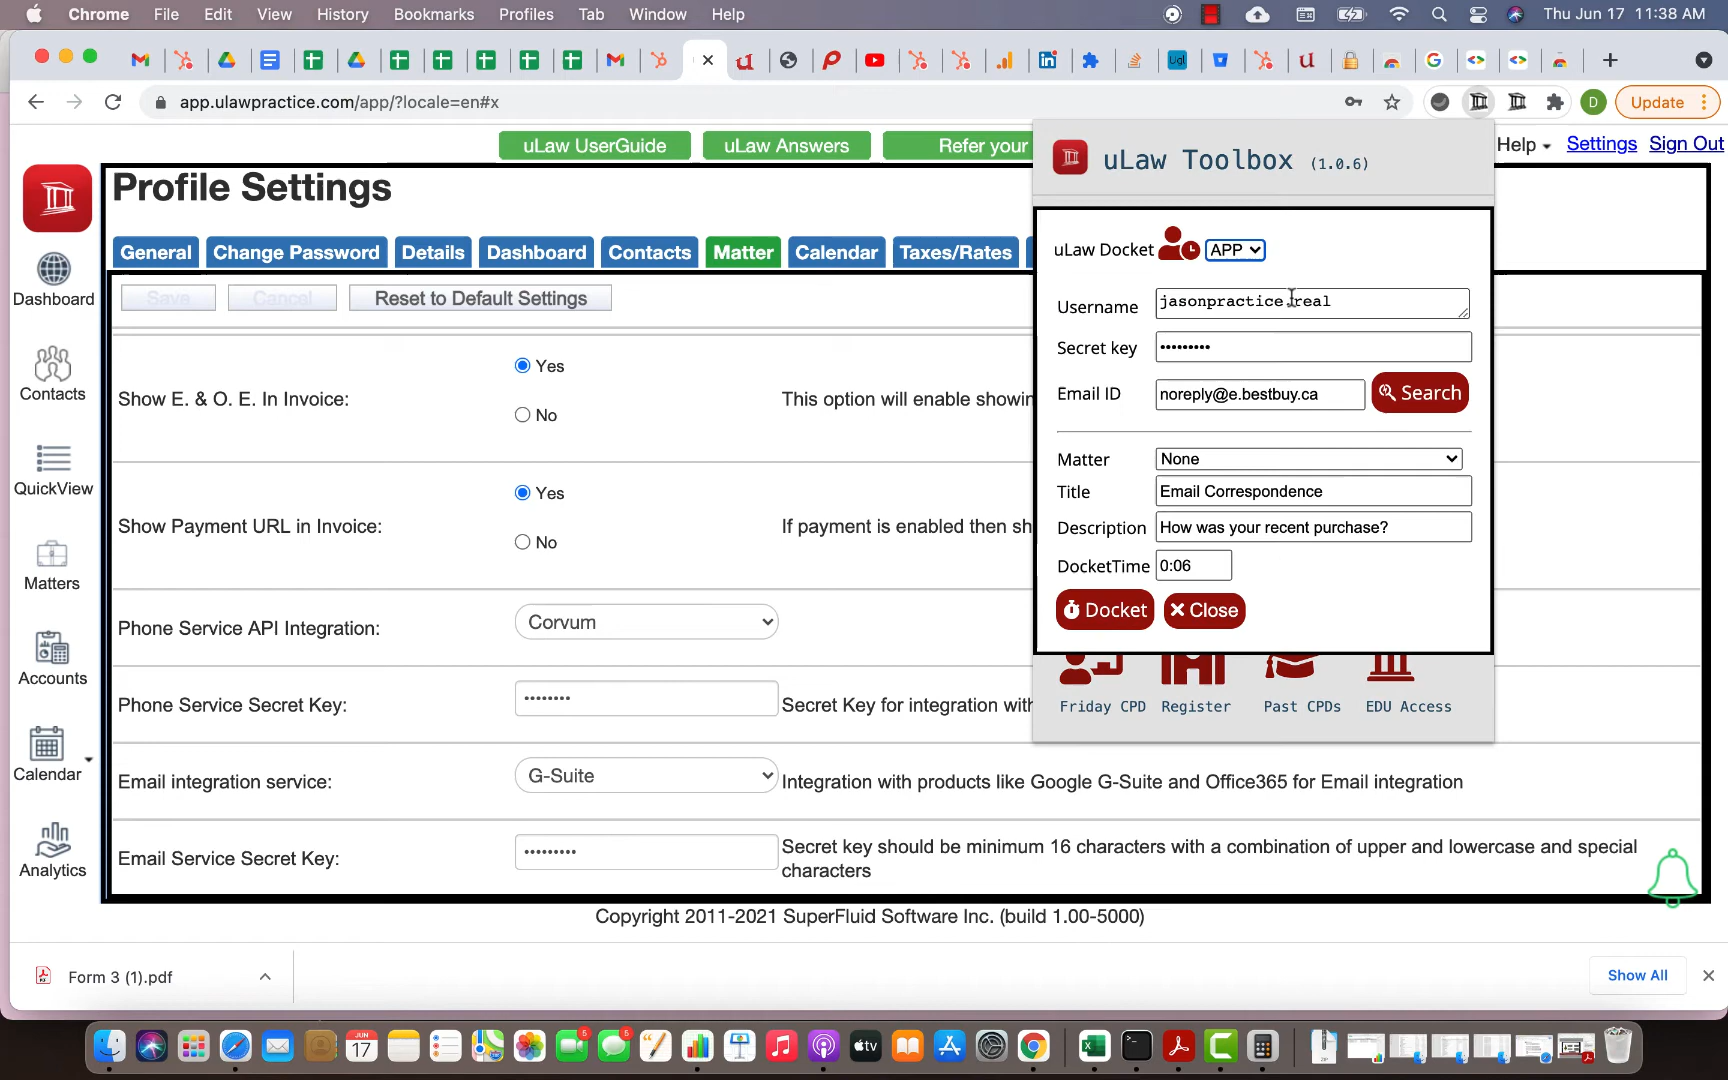 Chrome File Edit View History Bookmarks Profiles Tab Window Help Thu Jun 17 11:38 AM
app.ulawpractice.com/app/?locale=en#x
D
Update
uLaw UserGuide
uLaw Answers
Refer your
Help
Settings
Sign Out
Profile Settings
General
Change Password
Details
Dashboard
Contacts
Matter
Calendar
Taxes/Rates
Save
Cancel
Reset to Default Settings
Dashboard
Contacts
QuickView
Matters
Accounts
Calendar
Analytics
Show E. & O. E. In Invoice:
Yes
No
This option will enable showin
Show Payment URL in Invoice:
Yes
No
If payment is enabled then sh
Phone Service API Integration:
Corvum
Phone Service Secret Key:
••••••••
Secret Key for integration with
Email integration service:
G-Suite
Integration with products like Google G-Suite and Office365 for Email integration
Email Service Secret Key:
•••••••••
Secret key should be minimum 16 characters with a combination of upper and lowercase and special
characters
uLaw Toolbox (1.0.6)
uLaw Docket
APP
Username
jasonpractice.real
Secret key
•••••••••
Email ID
noreply@e.bestbuy.ca
Search
Matter
None
Title
Email Correspondence
Description
How was your recent purchase?
DocketTime
0:06
Docket
Close
Friday CPD
Register
Past CPDs
EDU Access
Copyright 2011-2021 SuperFluid Software Inc. (build 1.00-5000)
Form 3 (1).pdf
Show All
JUN
17
5
5
tv